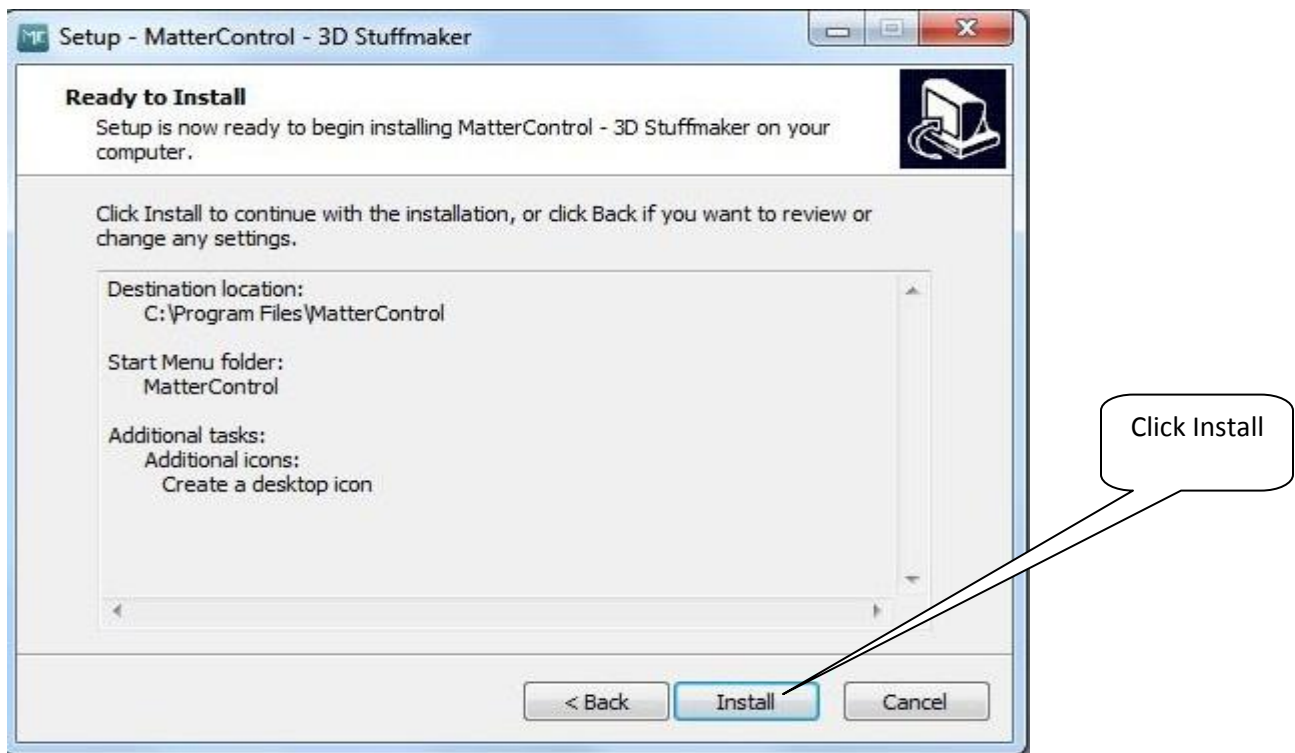 MC Setup - MatterControl - 3D Stuffmaker
Ready to Install
Setup is now ready to begin installing MatterControl - 3D Stuffmaker on your
computer.
Click Install to continue with the installation, or click Back if you want to review or
change any settings.
Destination location:
C:\Program Files\MatterControl
Start Menu folder:
MatterControl
Additional tasks:
Additional icons:
Create a desktop icon
Click Install
< Back Install Cancel